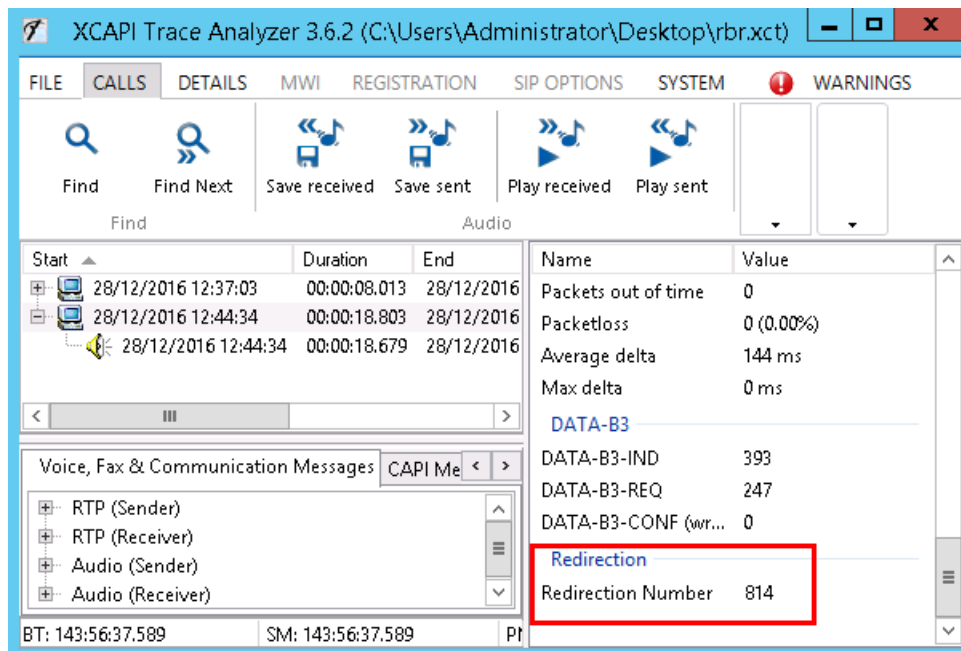 XCAPI Trace Analyzer 3.6.2 (C:\Users\Administrator\Desktop\rbr.xct)
FILE CALLS DETAILS MWI REGISTRATION SIP OPTIONS SYSTEM WARNINGS
Find Find Next Save received Save sent Play received Play sent
Find Audio
Start Duration End
28/12/2016 12:37:03 00:00:08.013 28/12/2016
28/12/2016 12:44:34 00:00:18.803 28/12/2016
28/12/2016 12:44:34 00:00:18.679 28/12/2016
Voice, Fax & Communication Messages CAPI Me
RTP (Sender)
RTP (Receiver)
Audio (Sender)
Audio (Receiver)
BT: 143:56:37.589 SM: 143:56:37.589
Name Value
Packets out of time 0
Packetloss 0 (0.00%)
Average delta 144 ms
Max delta 0 ms
DATA-B3
DATA-B3-IND 393
DATA-B3-REQ 247
DATA-B3-CONF (wr... 0
Redirection
Redirection Number 814